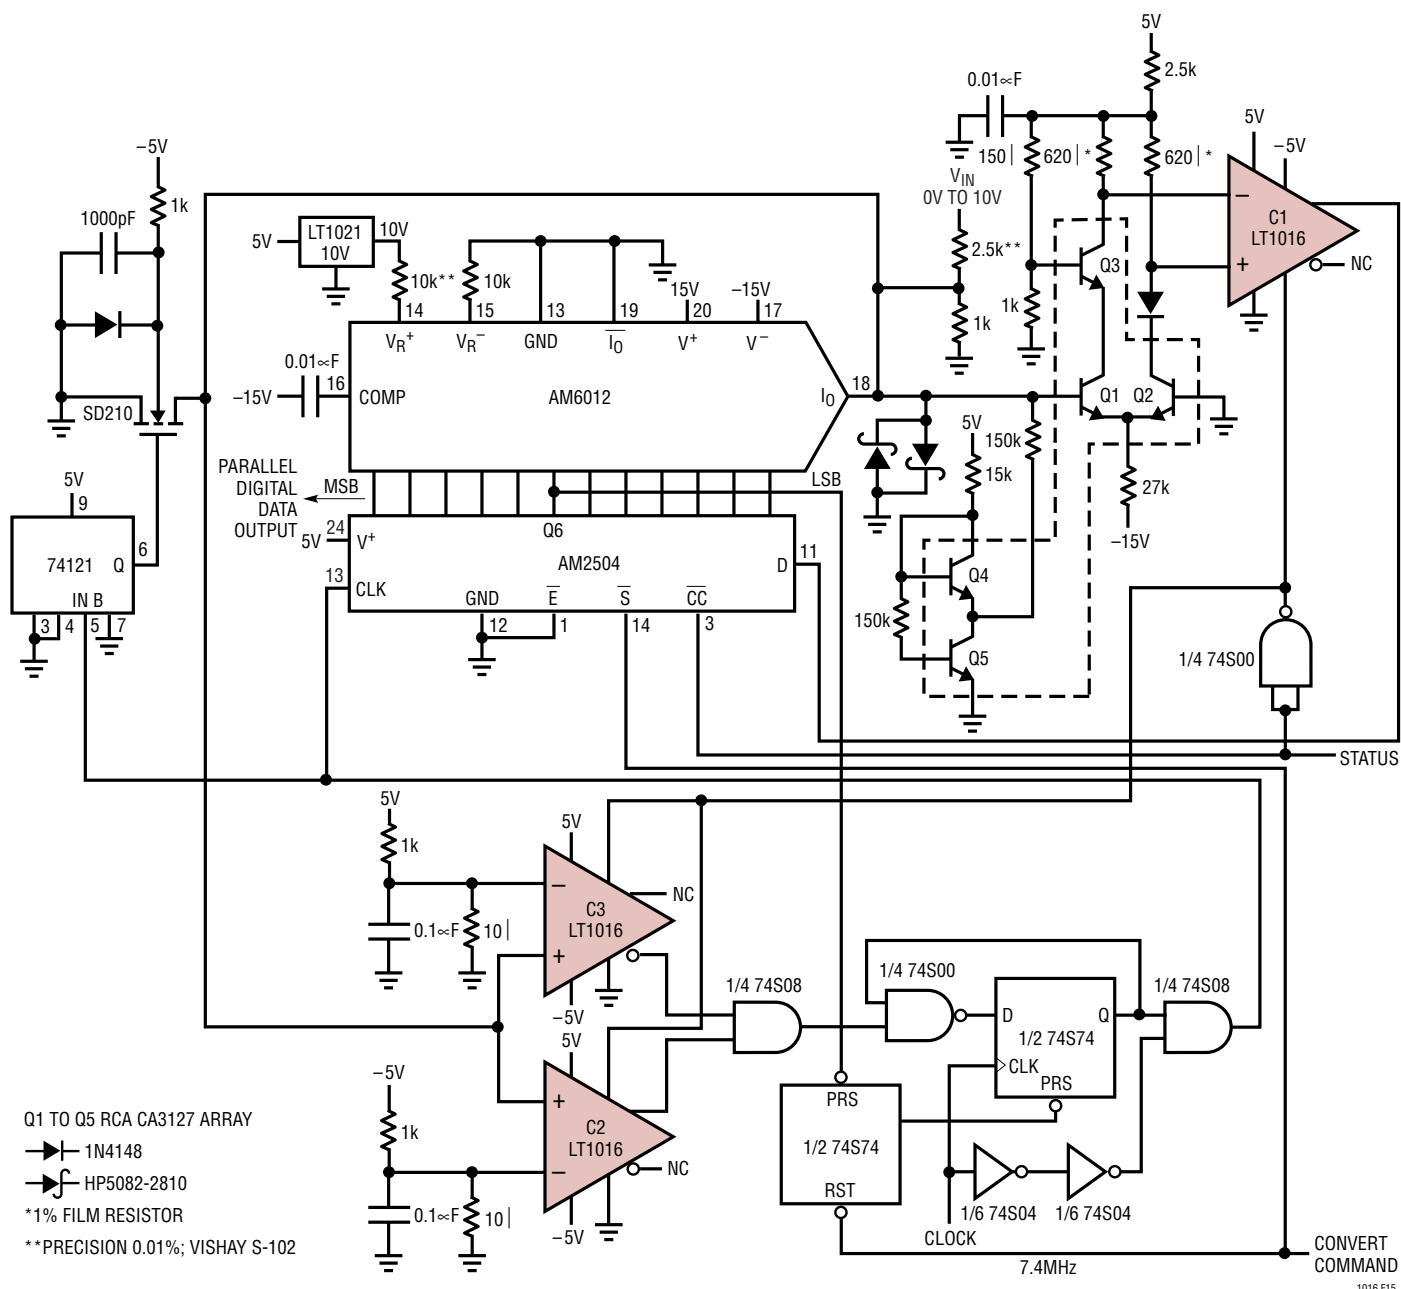 5V
2.5k
0.01∝F
5V
–5V
150|
620|*
620|*
VIN
0V TO 10V
–
C1
LT1016
+
NC
–5V
1k
1000pF
LT1021
10V
5V
10V
10k**
10k
2.5k**
Q3
1k
1k
14
15
13
19
15V
20
–15V
17
VR+
VR–
GND
IO
V+
V–
0.01∝F
–15V
16
COMP
AM6012
IO
18
Q1
Q2
SD210
5V
150k
15k
27k
–15V
PARALLEL
DIGITAL
DATA
OUTPUT
MSB
LSB
5V
9
74121
Q
6
IN B
3
4
5
7
5V
24
V+
Q6
AM2504
D
11
13
CLK
GND
E
S
CC
12
1
14
3
Q4
150k
Q5
1/4 74S00
STATUS
5V
1k
5V
–
C3
LT1016
+
NC
0.1∝F
10|
–5V
5V
–5V
1k
+
C2
LT1016
–
NC
0.1∝F
10|
–5V
1/4 74S08
1/4 74S00
D
Q
1/2 74S74
CLK
PRS
1/4 74S08
PRS
1/2 74S74
RST
1/6 74S04
1/6 74S04
CLOCK
7.4MHz
CONVERT
COMMAND
Q1 TO Q5 RCA CA3127 ARRAY
1N4148
HP5082-2810
*1% FILM RESISTOR
**PRECISION 0.01%; VISHAY S-102
1016 F15